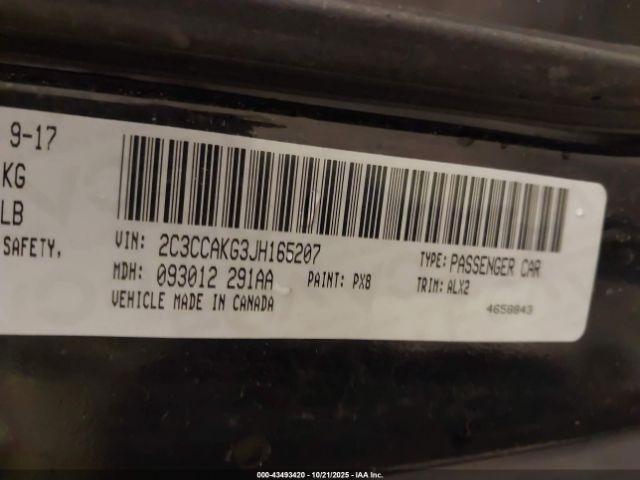 9-17
KG
LB
SAFETY,
VIN: 2C3CCAKG3JH165207
TYPE: PASSENGER CAR
MDH: 093012 291AA
PAINT: PX8
TRIM: ALX2
VEHICLE MADE IN CANADA
4658843
000-43493420 - 10/21/2025 - IAA Inc.